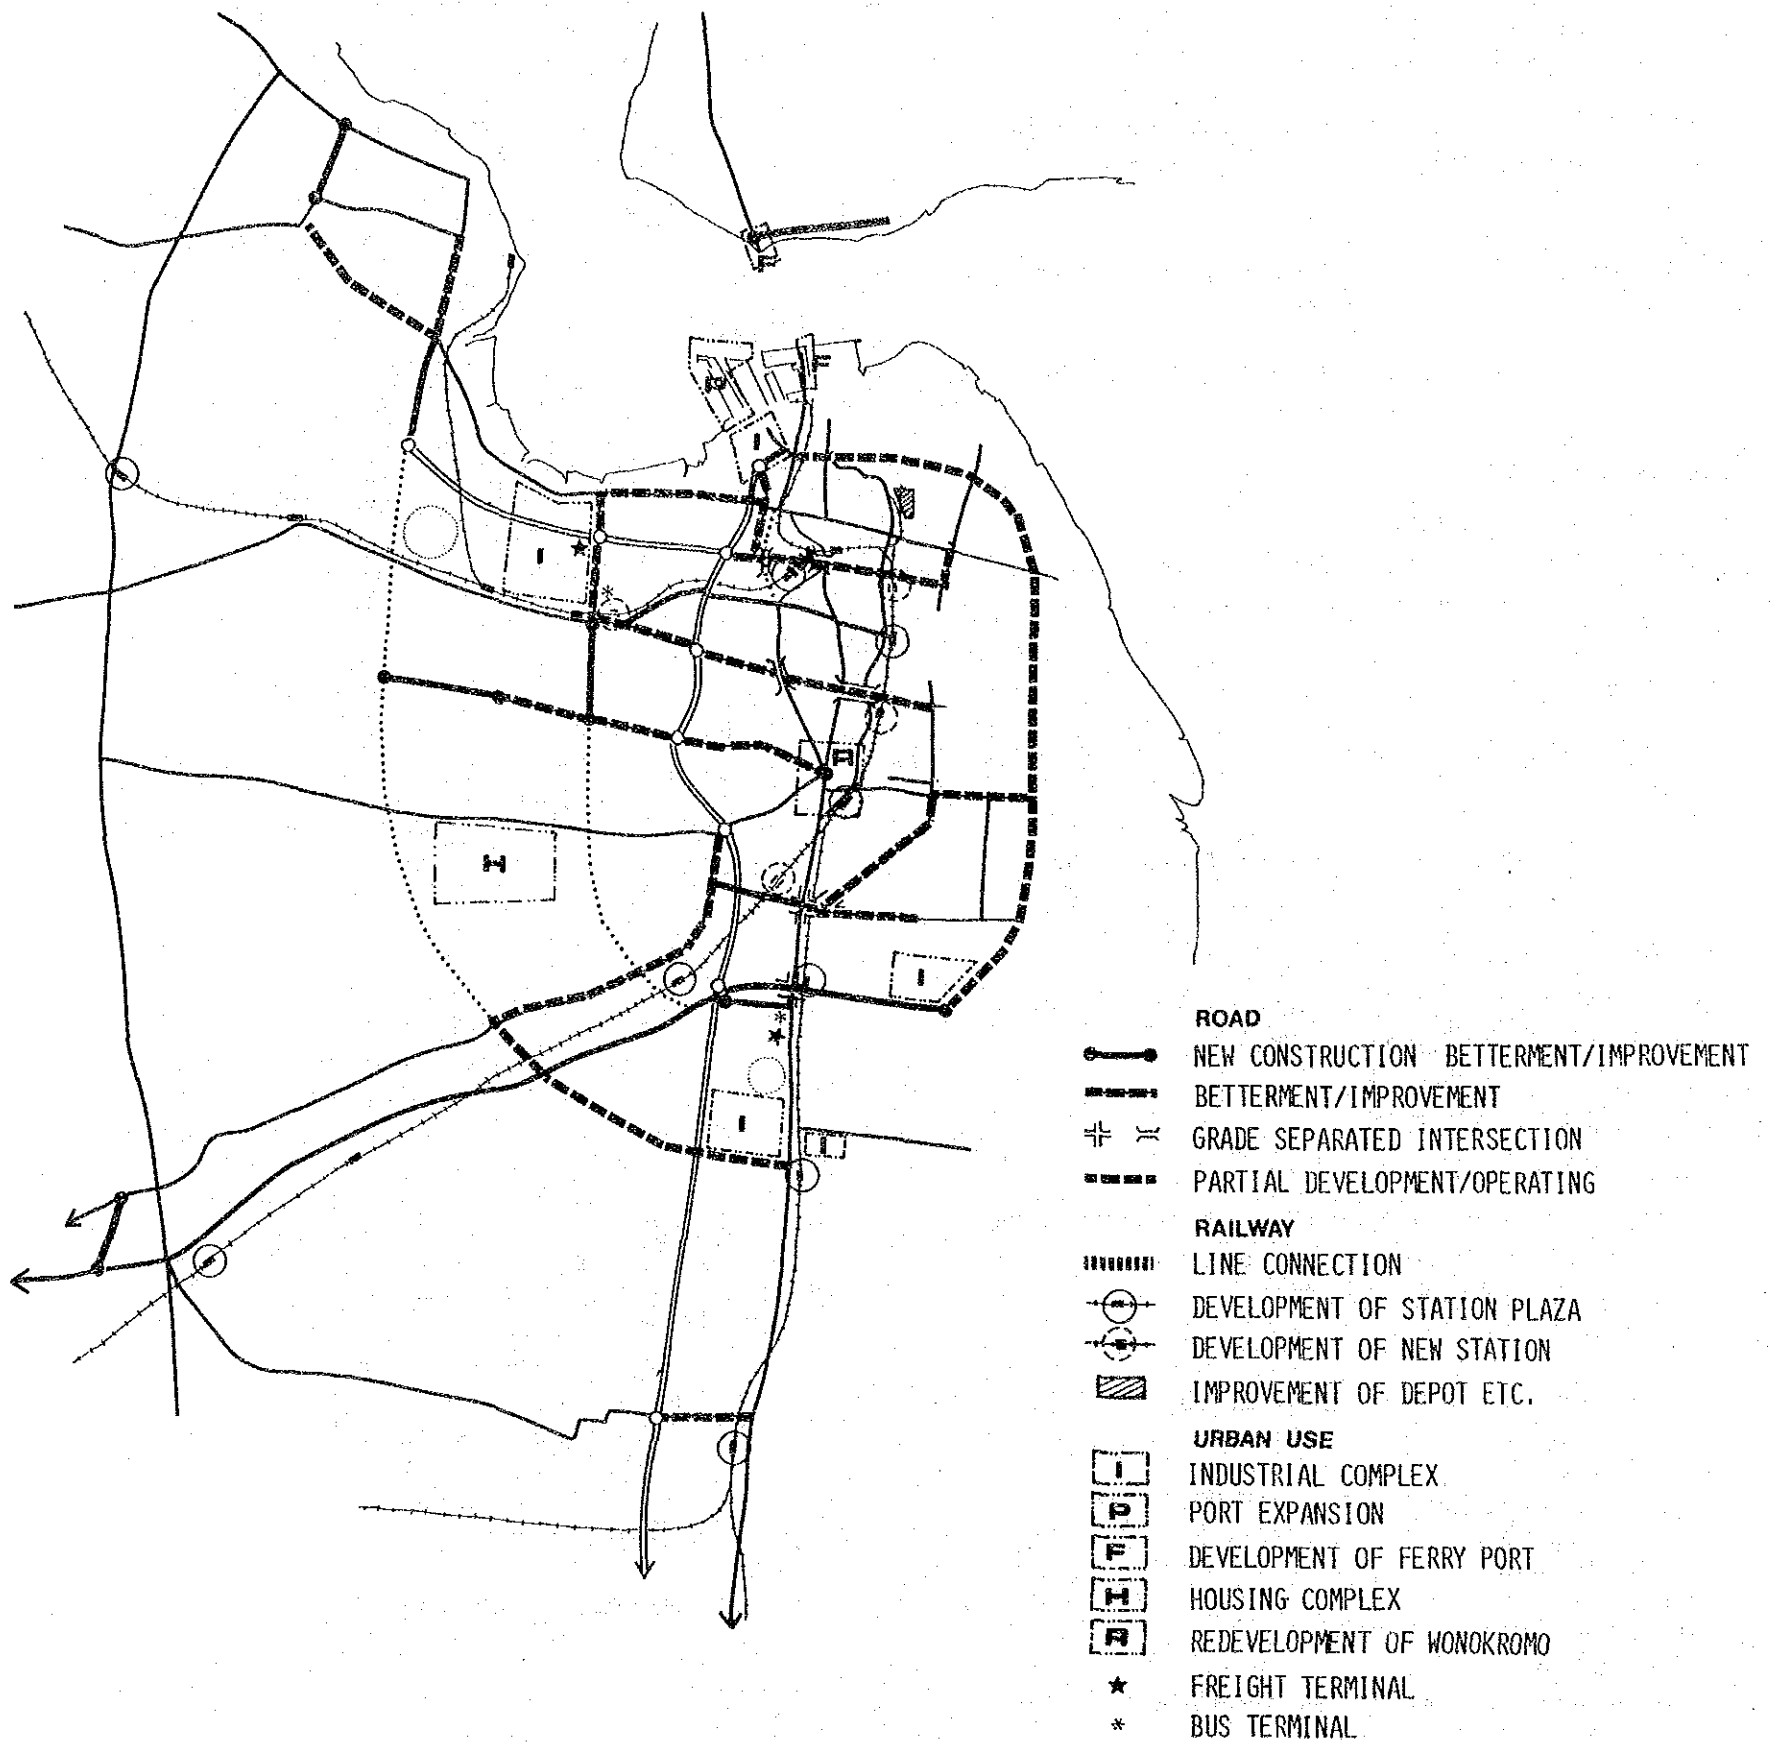 P
F
I
I
R
H
I
I
I
ROAD
NEW CONSTRUCTION BETTERMENT/IMPROVEMENT
BETTERMENT/IMPROVEMENT
GRADE SEPARATED INTERSECTION
PARTIAL DEVELOPMENT/OPERATING
RAILWAY
LINE CONNECTION
DEVELOPMENT OF STATION PLAZA
DEVELOPMENT OF NEW STATION
IMPROVEMENT OF DEPOT ETC.
URBAN USE
I INDUSTRIAL COMPLEX
P PORT EXPANSION
F DEVELOPMENT OF FERRY PORT
H HOUSING COMPLEX
R REDEVELOPMENT OF WONOKROMO
FREIGHT TERMINAL
BUS TERMINAL